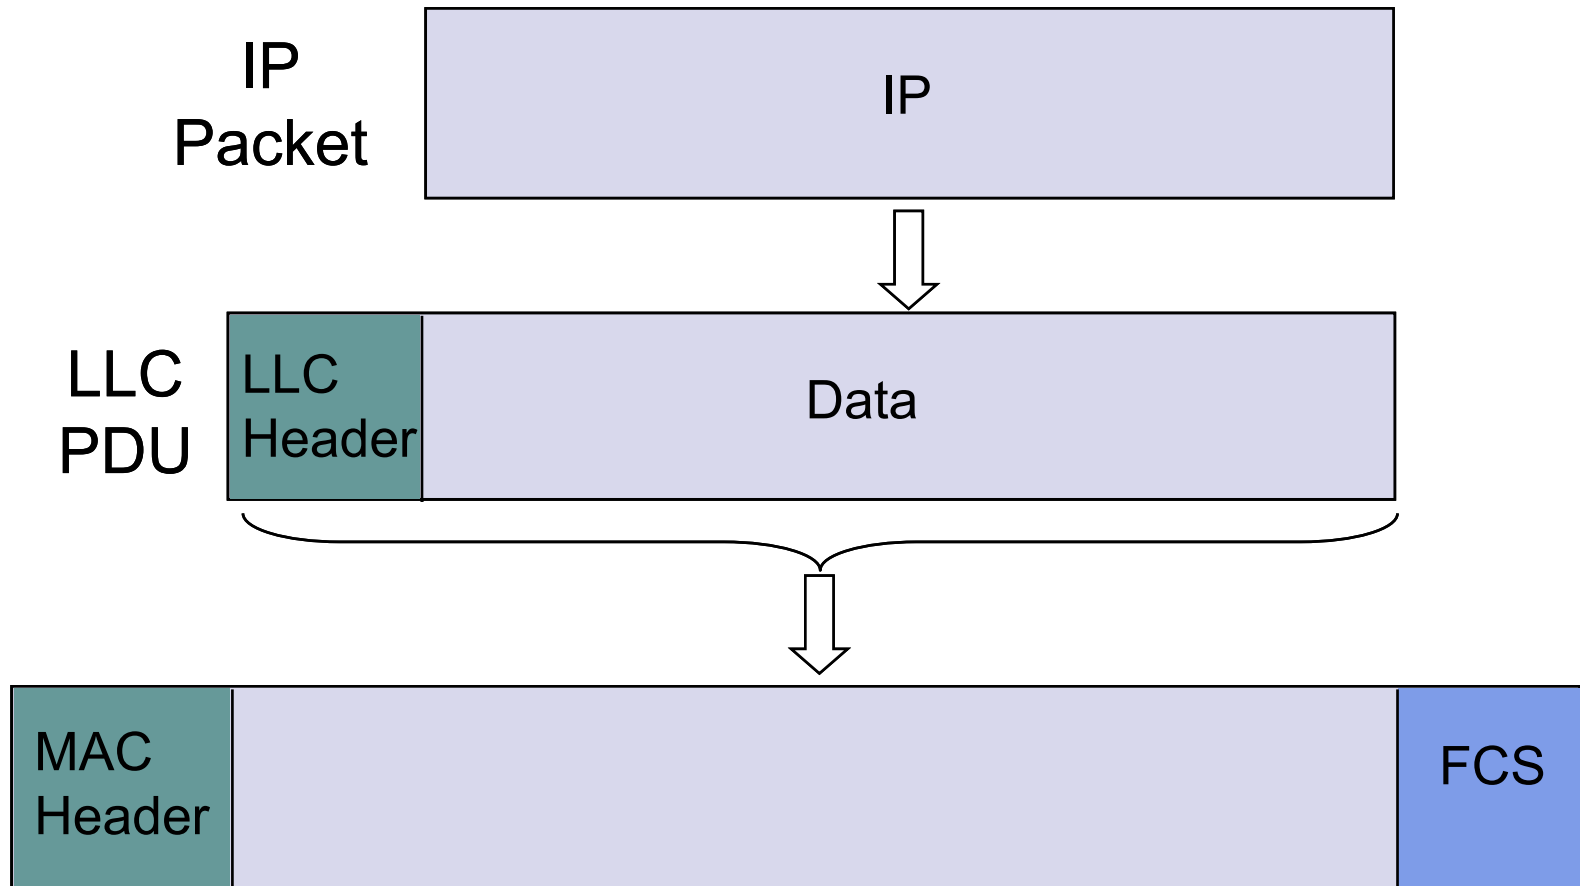 IP
Packet
IP
LLC
PDU
LLC
Header
Data
MAC
Header
FCS